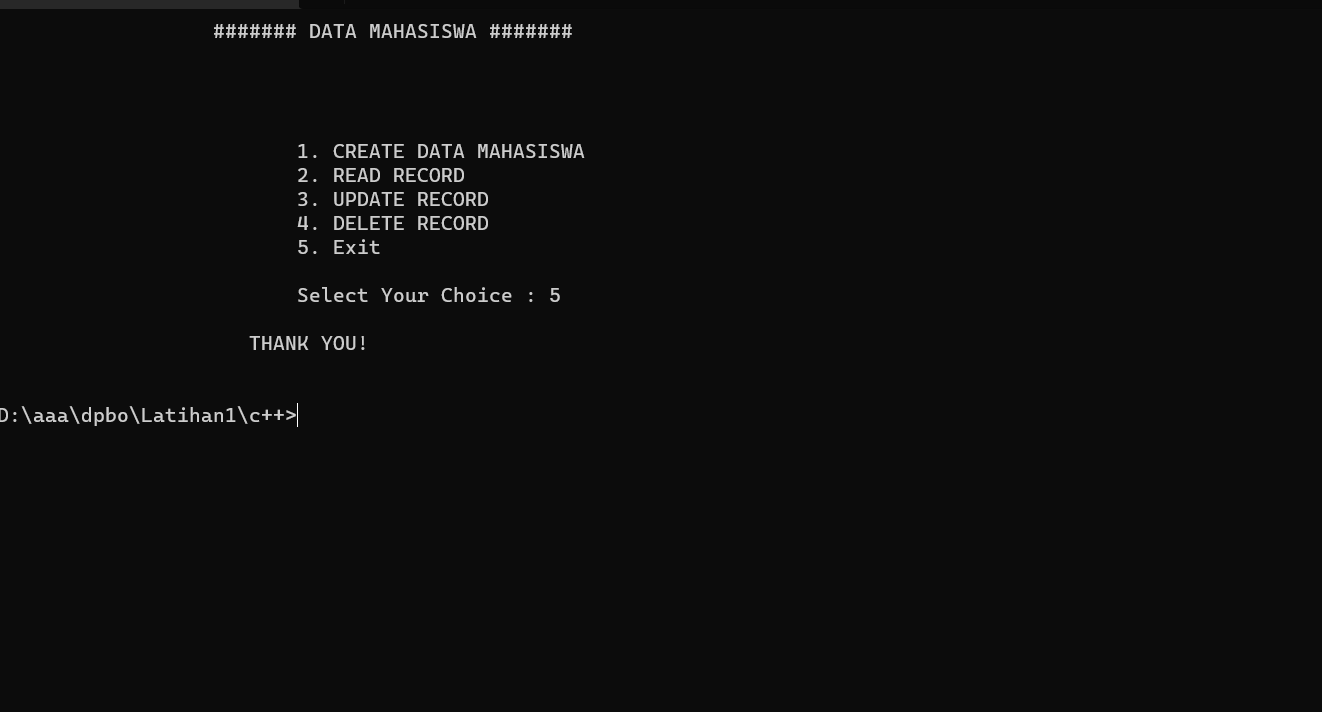 ####### DATA MAHASISWA #######
1. CREATE DATA MAHASISWA
2. READ RECORD
3. UPDATE RECORD
4. DELETE RECORD
5. Exit
Select Your Choice : 5
THANK YOU!
D:\aaa\dpbo\Latihan1\c++>